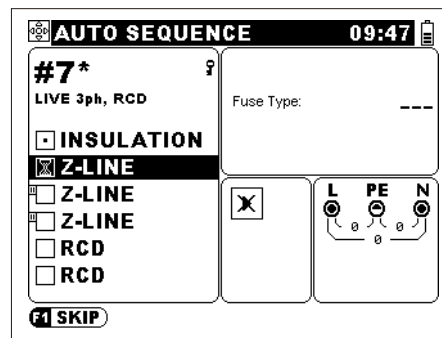 AUTO SEQUENCE 09:47
#7*
LIVE 3ph, RCD
INSULATION
Z-LINE
Z-LINE
Z-LINE
RCD
RCD
F1 SKIP
Fuse Type: ---
L PE N
0 0
0